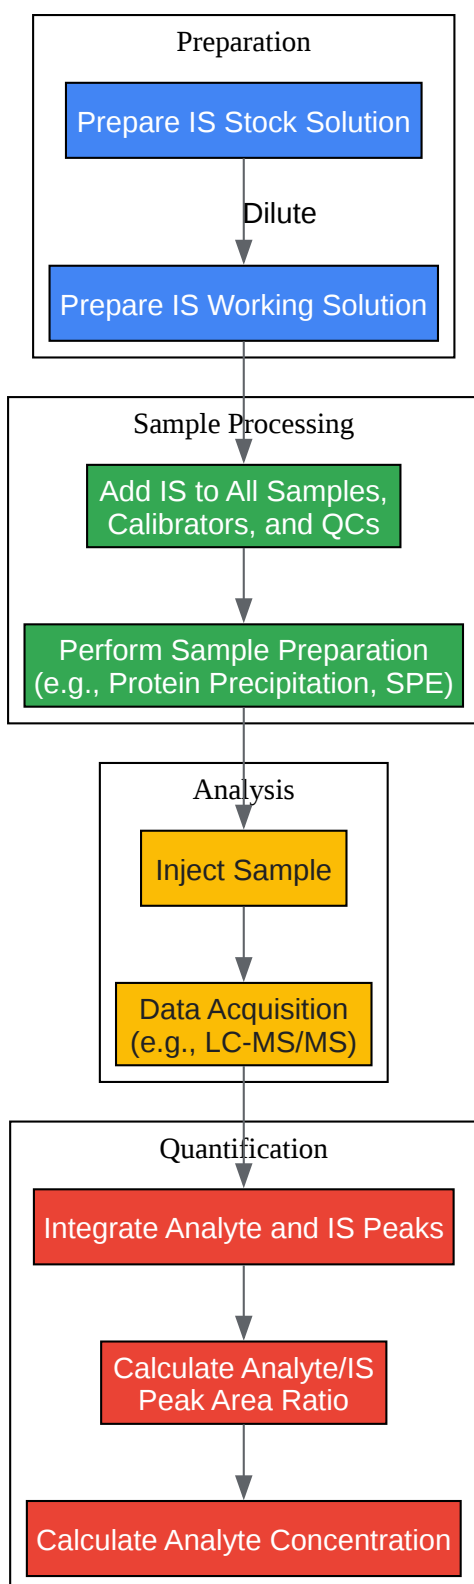 Preparation
Prepare IS Stock Solution
Dilute
Prepare IS Working Solution
Sample Processing
Add IS to All Samples,
Calibrators, and QCs
Perform Sample Preparation
(e.g., Protein Precipitation, SPE)
Analysis
Inject Sample
Data Acquisition
(e.g., LC-MS/MS)
Quantification
Integrate Analyte and IS Peaks
Calculate Analyte/IS
Peak Area Ratio
Calculate Analyte Concentration